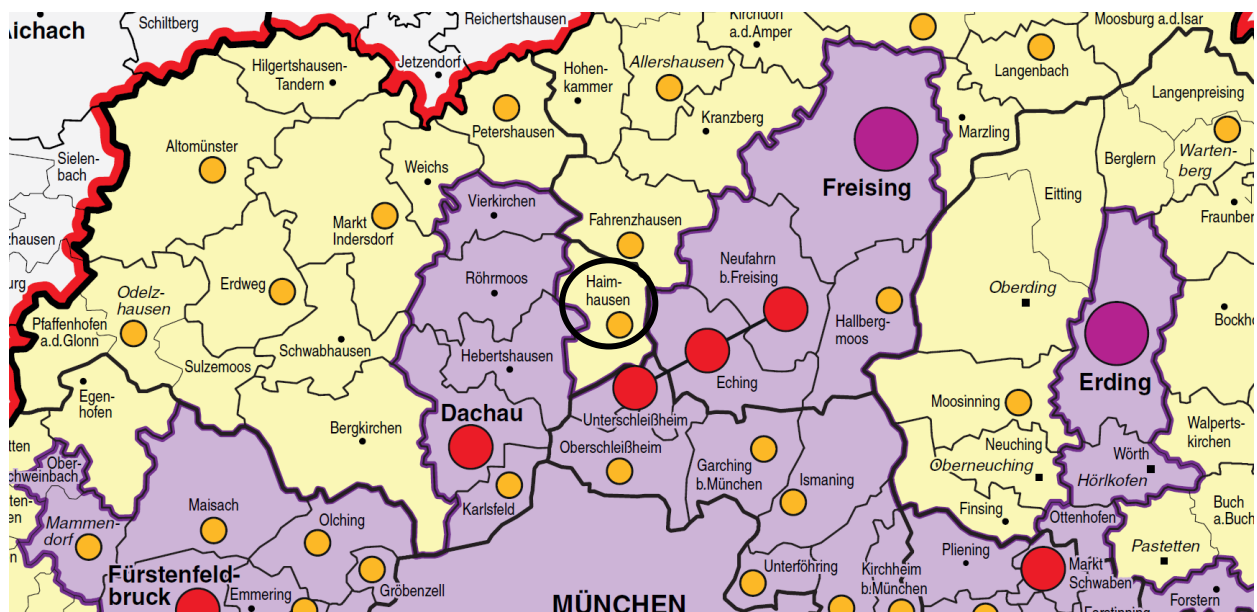 Schiltberg
Reichertshausen
Kirchdorf
a.d.Amper
Moosburg a.d.Isar
Aichach
Jetzendorf
Hilgertshausen-
Tandern
Hohen-
kammer
Allershausen
Langenbach
Langenpreising
Petershausen
Kranzberg
Marzling
Altomünster
Sielen-
bach
Weichs
Berglern
Warten-
berg
Freising
Eitting
Vierkirchen
Fahrenzhausen
Markt
Indersdorf
Fraunberg
zhausen
Neufahrn
b.Freising
Röhrmoos
Haim-
hausen
Erdweg
Odelz-
hausen
Oberding
burg
Pfaffenhofen
a.d.Glonn
Hallberg-
moos
Bockho
Schwabhausen
Hebertshausen
Sulzemoos
Eching
Erding
Egen-
hofen
Dachau
Unterschleißheim
Moosinning
Bergkirchen
Walperts-
kirchen
Oberschleißheim
Garching
b.München
Neuching
Oberneuching
Wörth
Hörlkofen
Ober-
schweinbach
Ismaning
Maisach
Karlsfeld
Olching
Finsing
Ottenhofen
Buch
a.Buch
Mammen-
dorf
Pliening
Pastetten
Fürstenfeld-
bruck
Gröbenzell
Unterföhring
Kirchheim
b.München
Markt
Schwaben
Emmering
MÜNCHEN
Forstinning
Forstern